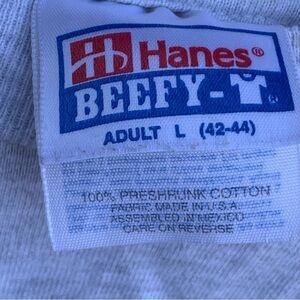 Hanes®
BEEFY-T®
ADULT L (42-44)
100% PRESHRUNK COTTON
FABRIC MADE IN U.S.A.
ASSEMBLED IN MEXICO
CARE ON REVERSE